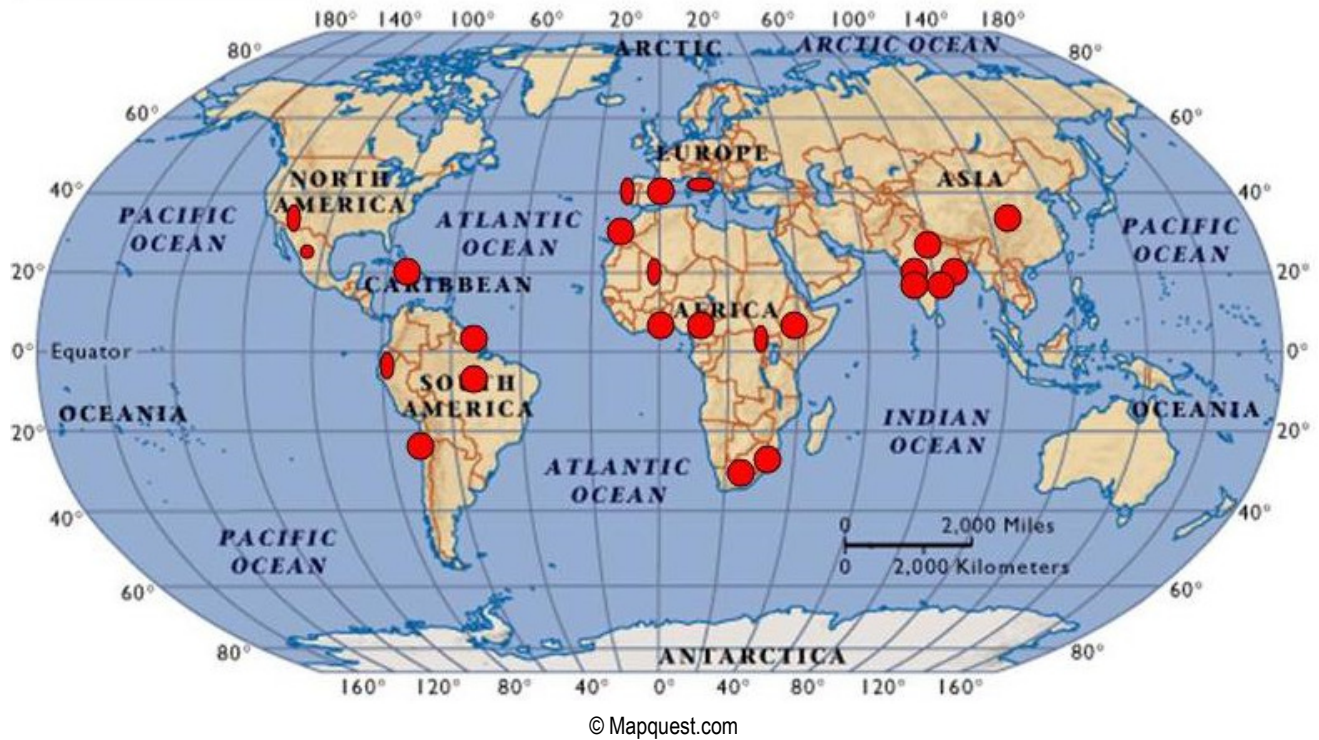 180° 140° 100° 60° 20° 20° 60° 100° 140° 180°
80° ARCTIC ARCTIC OCEAN 80°
60° 60°
EUROPE
NORTH AMERICA
ASIA
40° 40°
PACIFIC OCEAN
ATLANTIC OCEAN
PACIFIC OCEAN
20° CARIBBEAN 20°
AFRICA
0° Equator 0°
SOUTH AMERICA
OCEANIA
INDIAN OCEAN
OCEANIA
20° 20°
ATLANTIC OCEAN
40° 40°
0 2,000 Miles
0 2,000 Kilometers
PACIFIC OCEAN
60° 60°
80° ANTARCTICA 80°
160° 120° 80° 40° 0° 40° 80° 120° 160°
© Mapquest.com